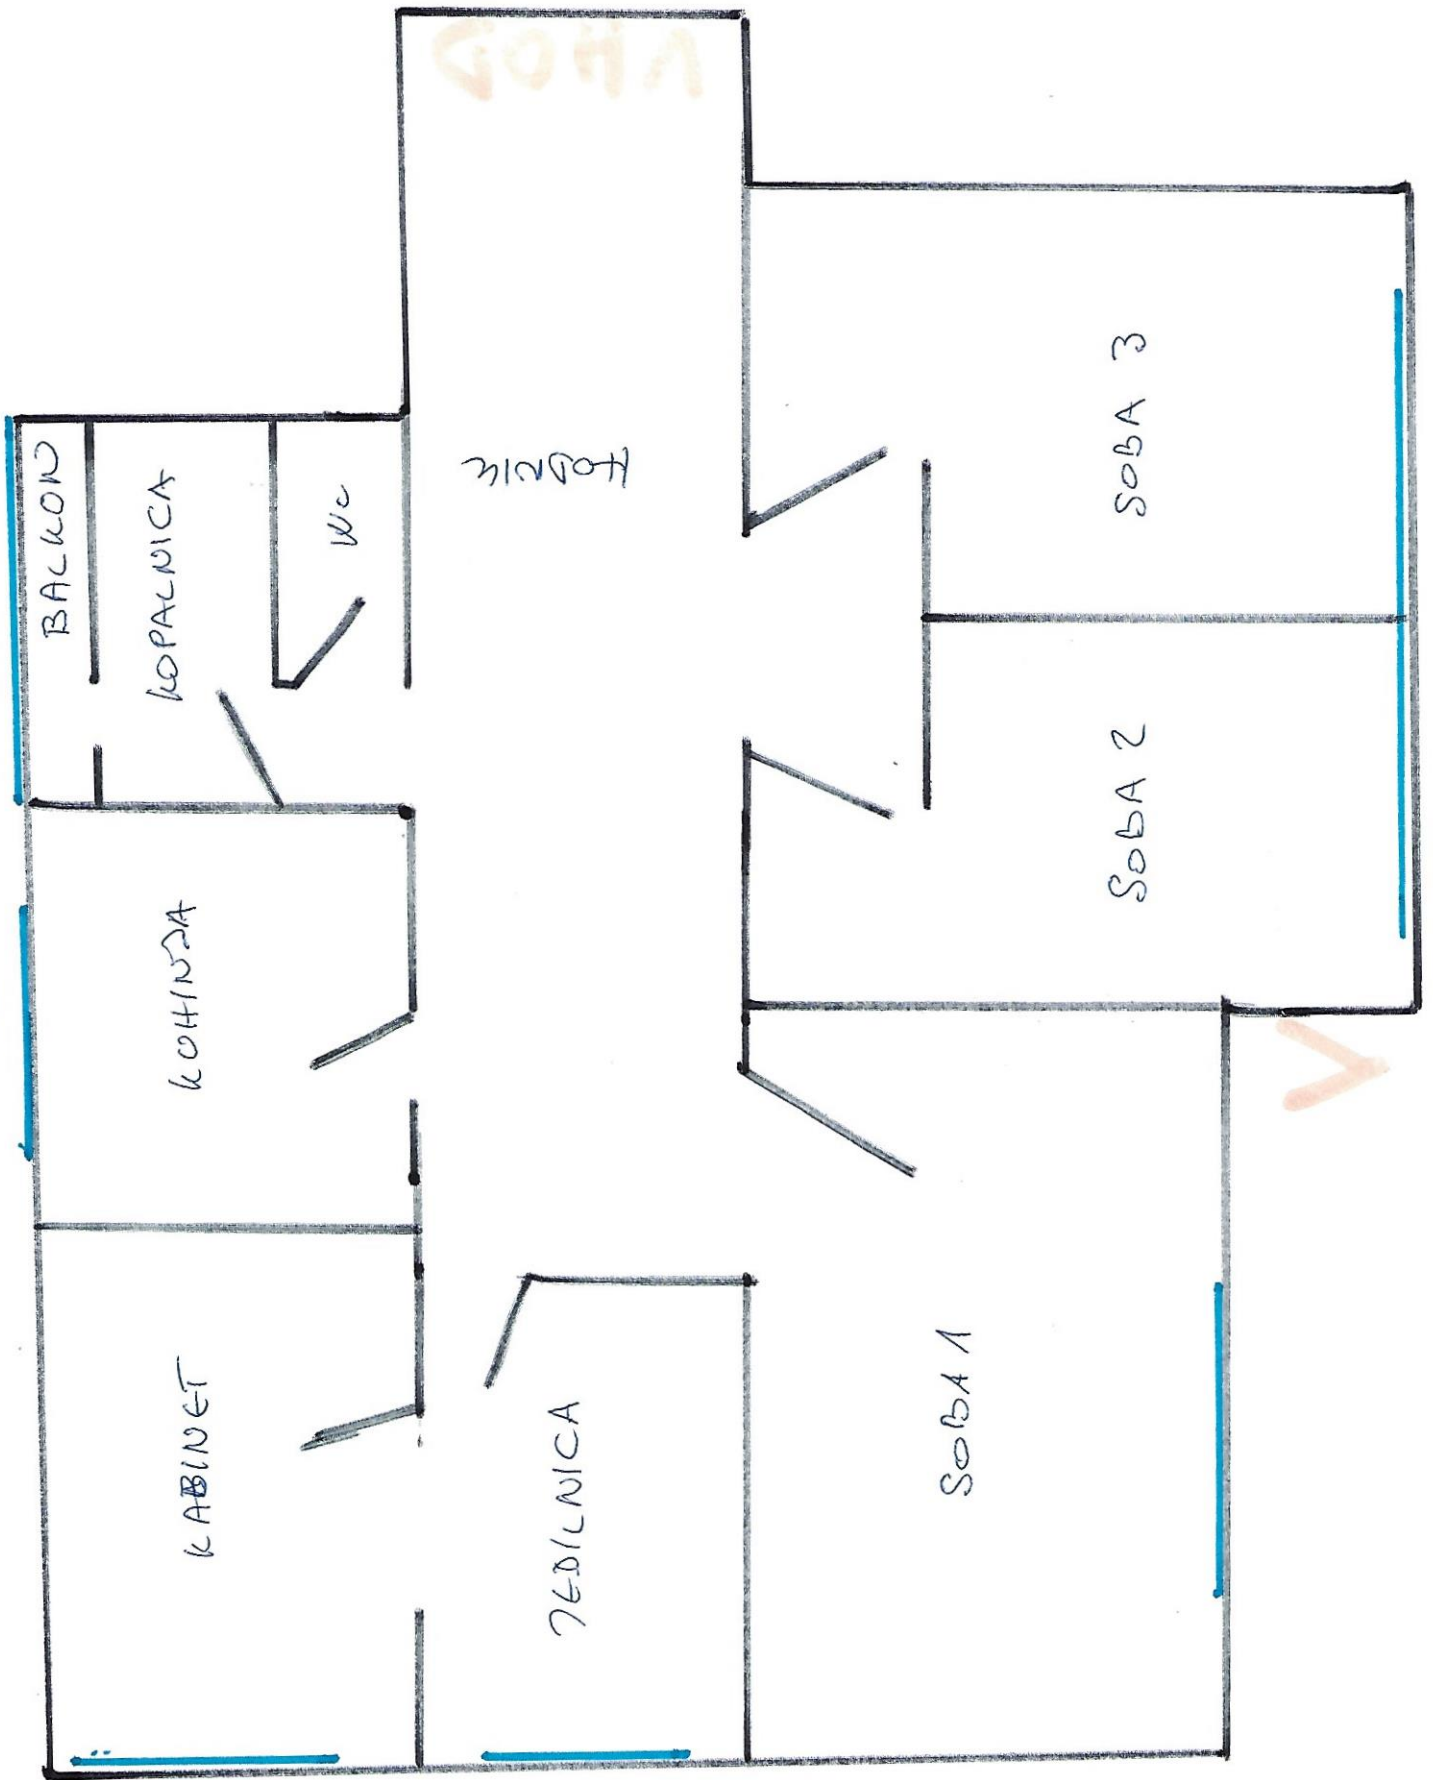 VHOD
BALKON
KOPALNICA
WC
HODNIK
SOBA 3
KUHINJA
SOBA 2
V
KABINET
JEDILNICA
SOBA 1